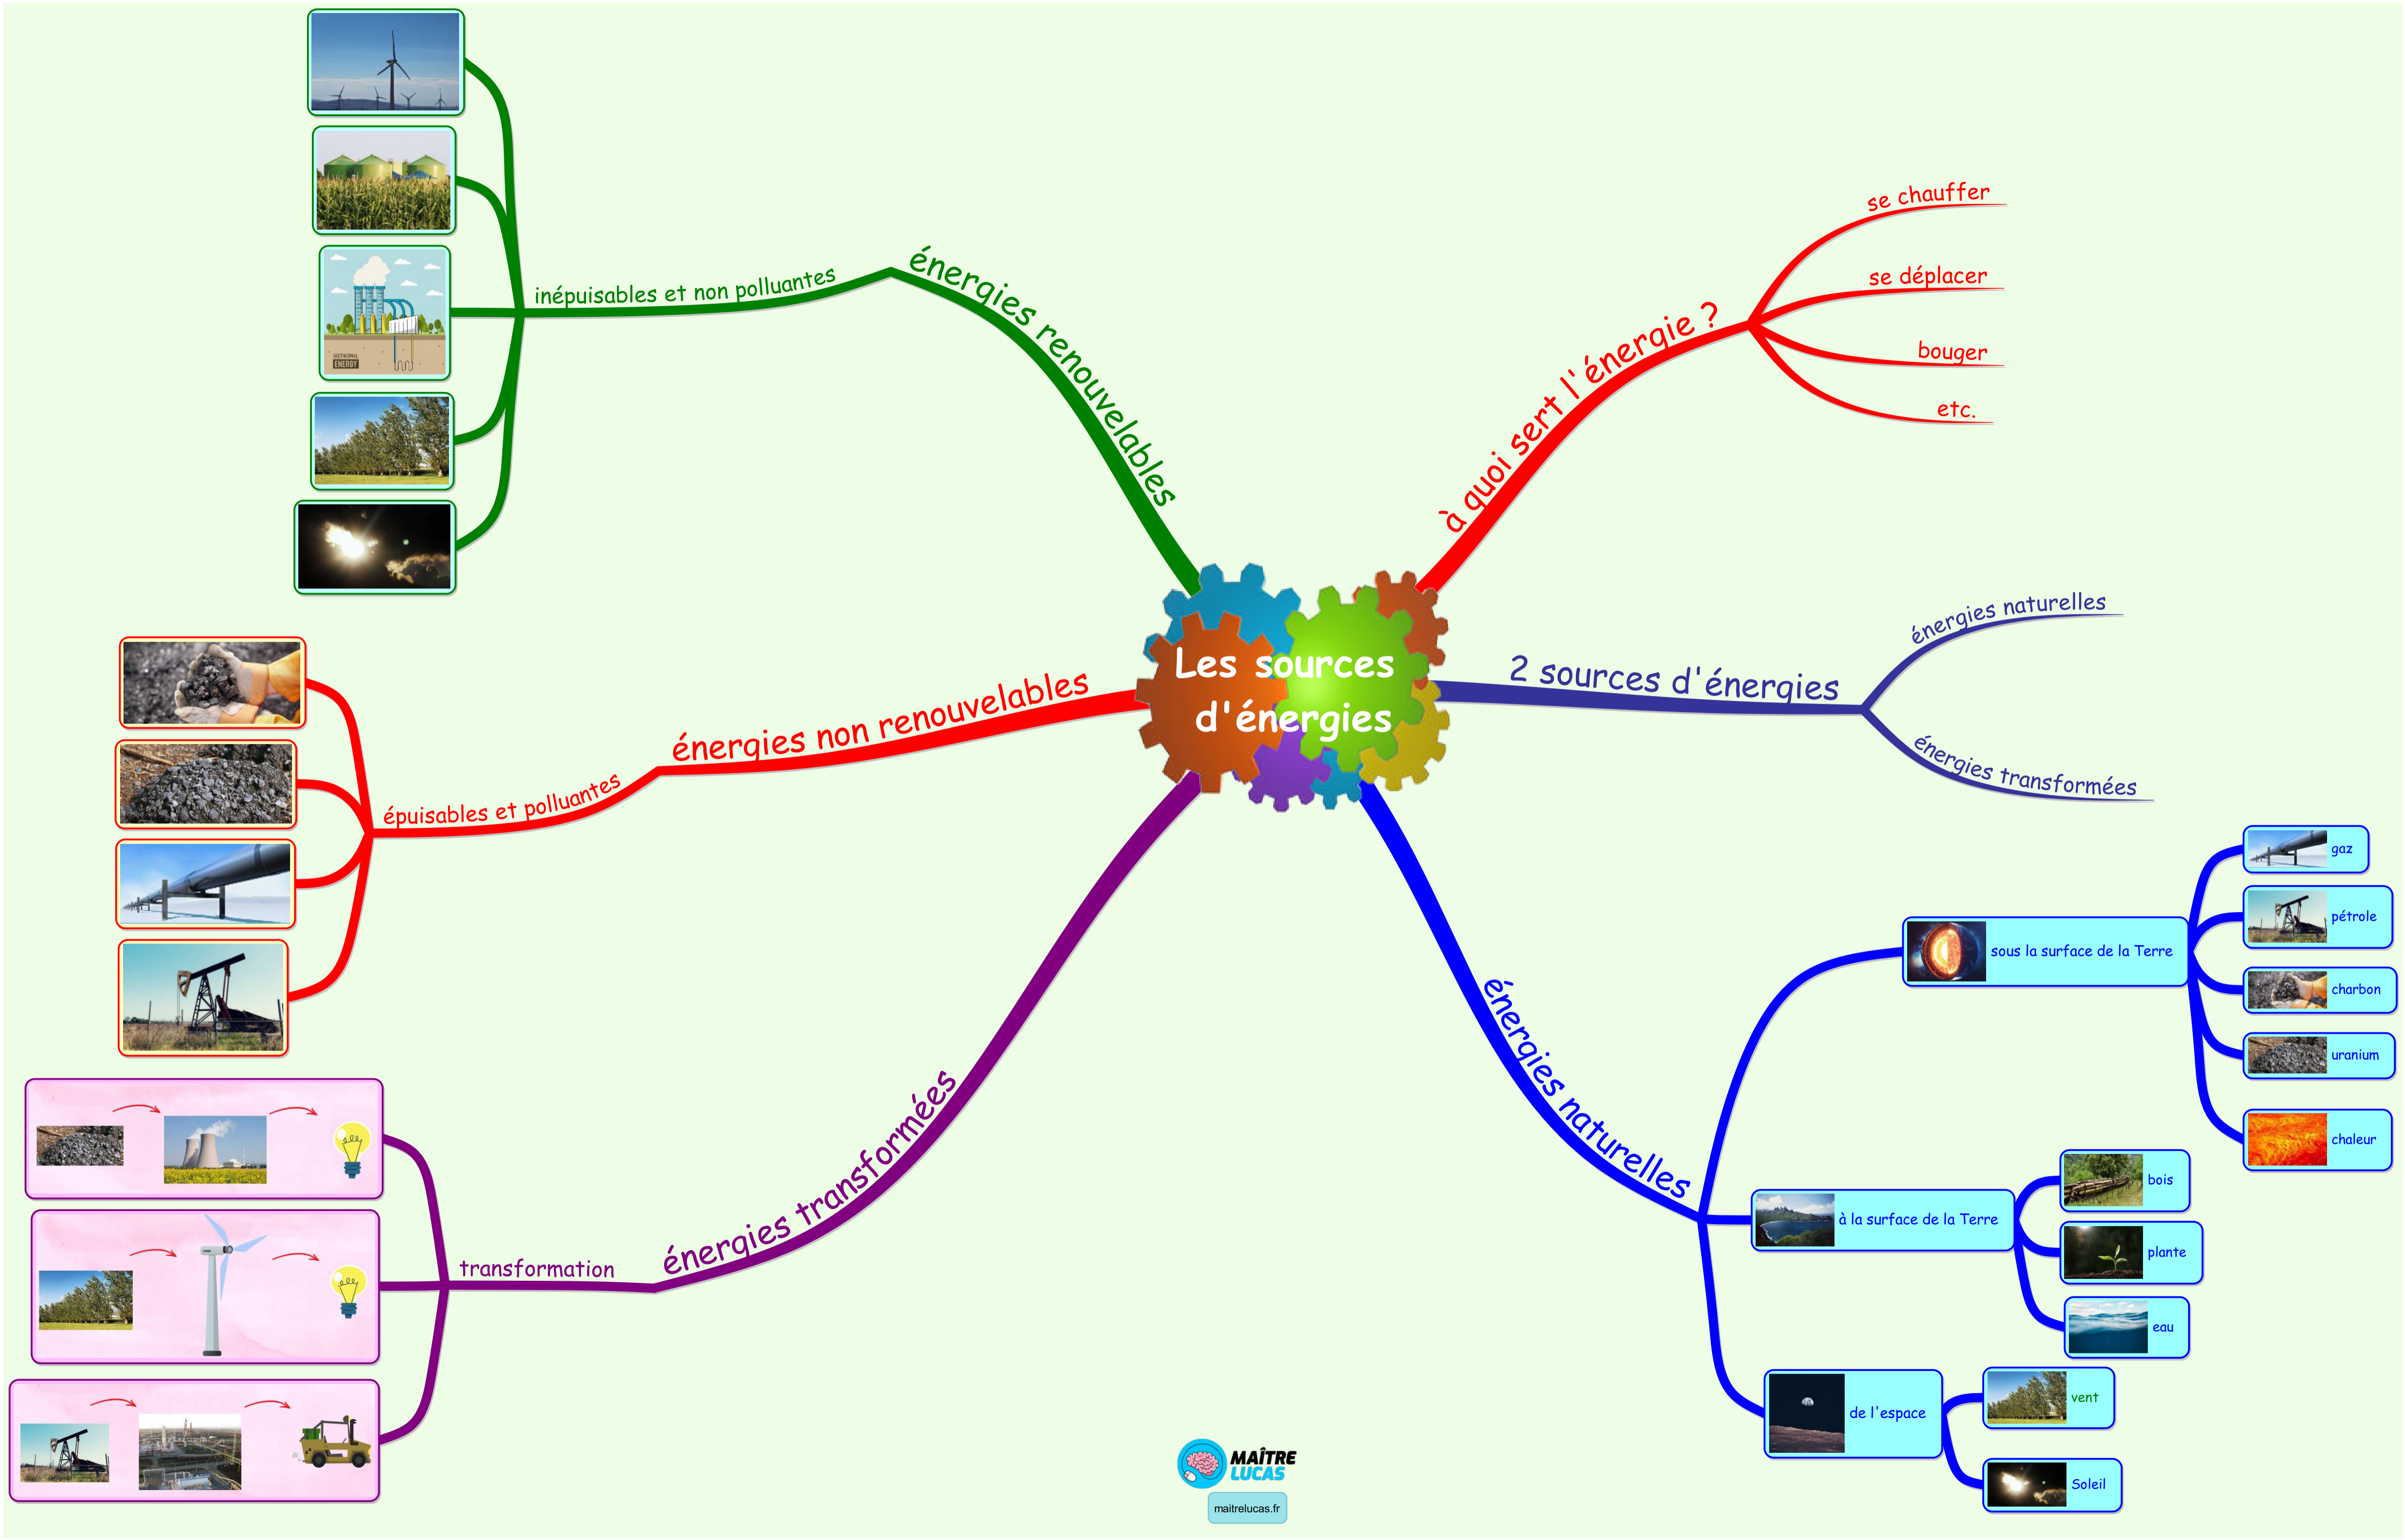 Les sources
d'énergies
à quoi sert l'énergie ?
se chauffer
se déplacer
bouger
etc.
2 sources d'énergies
énergies naturelles
énergies transformées
énergies naturelles
sous la surface de la Terre
gaz
pétrole
charbon
uranium
chaleur
à la surface de la Terre
bois
plante
eau
de l'espace
vent
Soleil
énergies transformées
transformation
énergies non renouvelables
épuisables et polluantes
énergies renouvelables
inépuisables et non polluantes
GEOTHERMAL
ENERGY
MAÎTRE
LUCAS
maitrelucas.fr